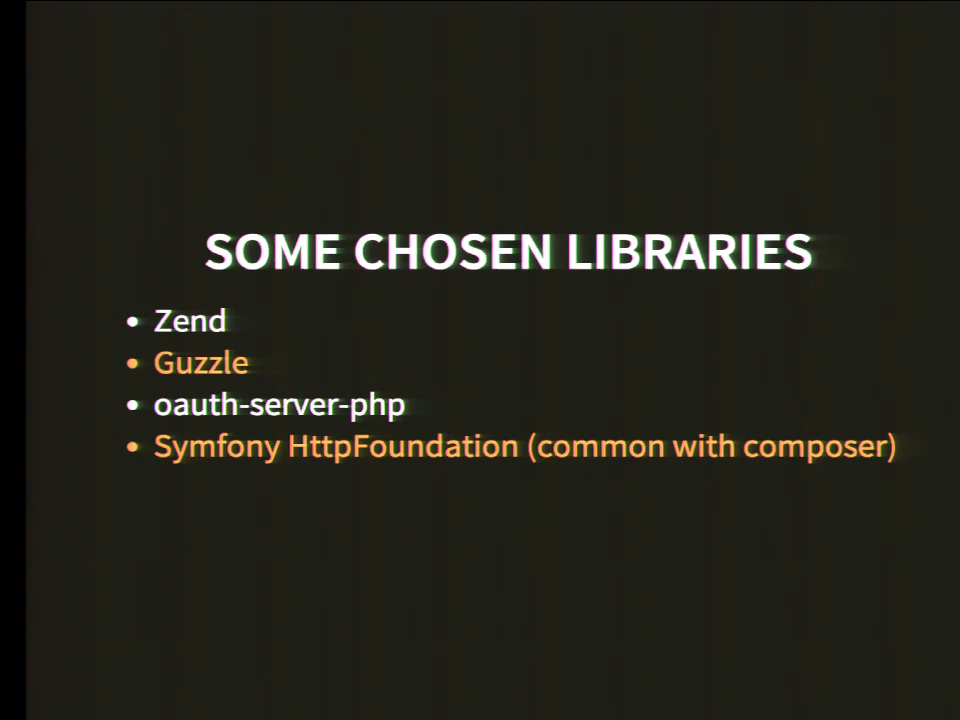 SOME CHOSEN LIBRARIES
• Zend
• Guzzle
• oauth-server-php
• Symfony HttpFoundation (common with composer)